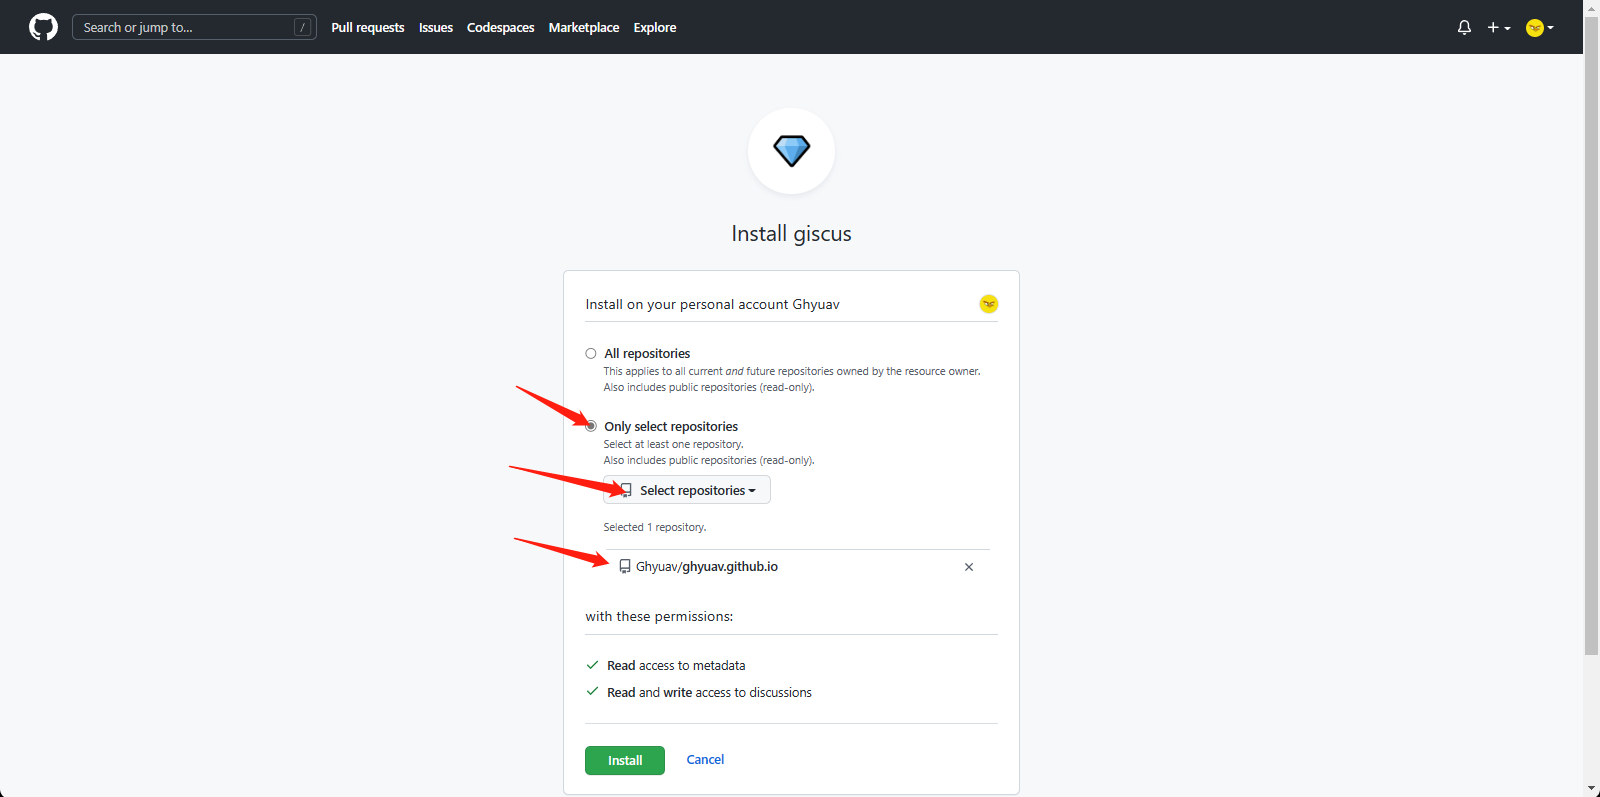 Search or jump to... / Pull requests Issues Codespaces Marketplace Explore
Install giscus
Install on your personal account Ghyuav
All repositories
This applies to all current and future repositories owned by the resource owner.
Also includes public repositories (read-only).
Only select repositories
Select at least one repository.
Also includes public repositories (read-only).
Select repositories
Selected 1 repository.
Ghyuav/ghyuav.github.io
with these permissions:
Read access to metadata
Read and write access to discussions
Install Cancel